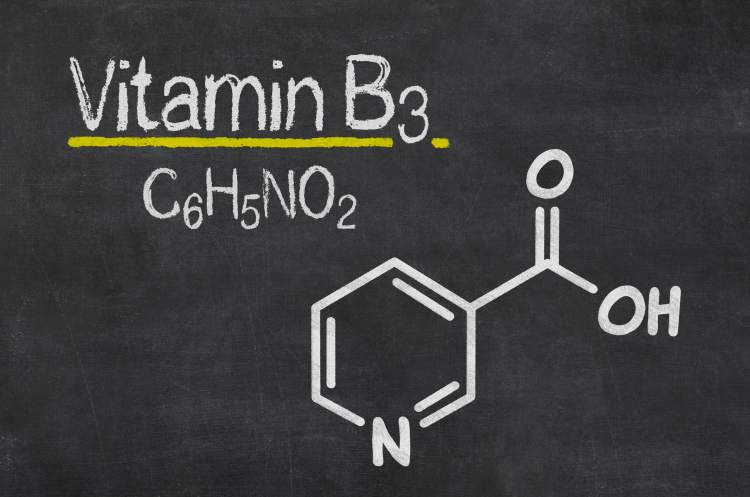 Vitamin B₃
C₆H₅NO₂
O
OH
N